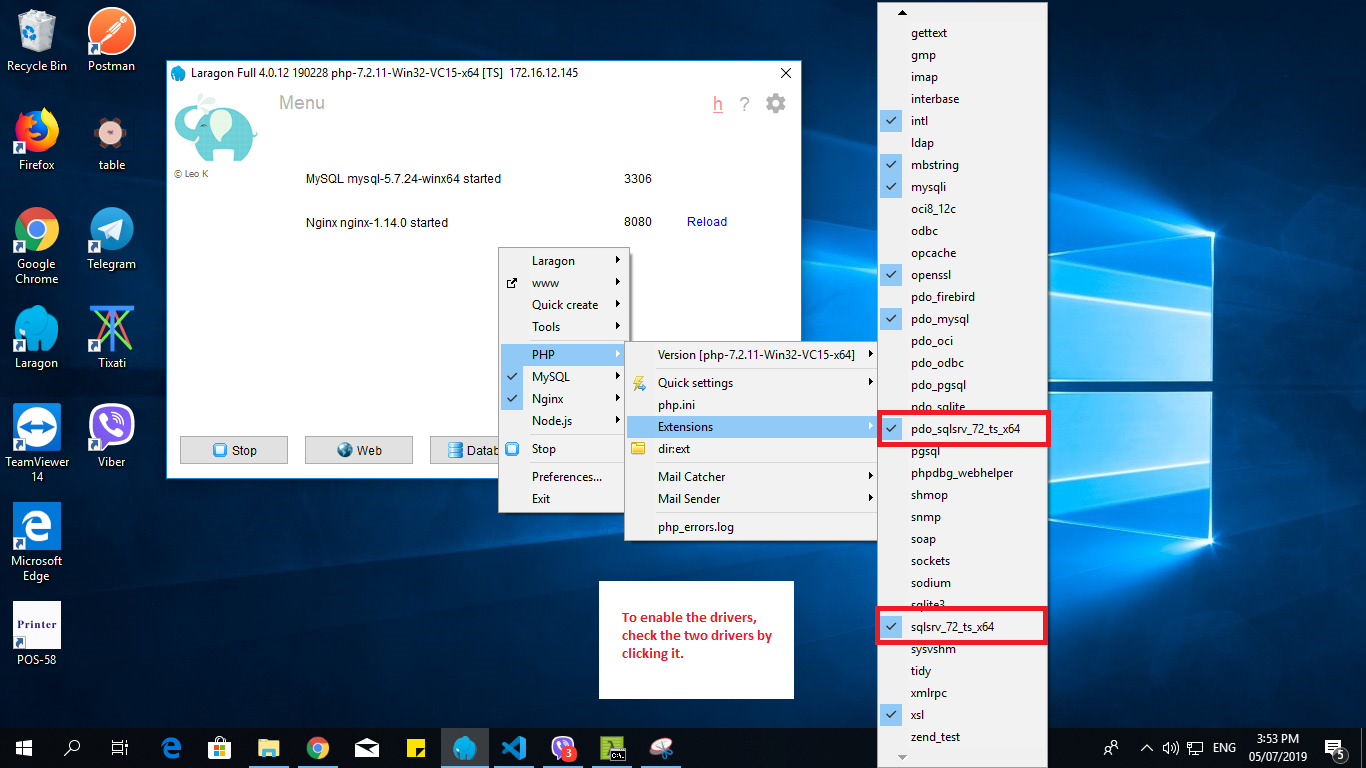 Recycle Bin
Postman
Firefox
table
Google
Chrome
Telegram
Laragon
Tixati
TeamViewer
14
Viber
Microsoft
Edge
Printer
POS-58
Laragon Full 4.0.12 190228 php-7.2.11-Win32-VC15-x64 [TS] 172.16.12.145
Menu
h ?
© Leo K
MySQL mysql-5.7.24-winx64 started 3306
Nginx nginx-1.14.0 started 8080 Reload
Stop
Web
Datab
Laragon
www
Quick create
Tools
PHP
MySQL
Nginx
Node.js
Stop
Preferences...
Exit
Version [php-7.2.11-Win32-VC15-x64]
Quick settings
php.ini
Extensions
dir:ext
Mail Catcher
Mail Sender
php_errors.log
gettext
gmp
imap
interbase
intl
ldap
mbstring
mysqli
oci8_12c
odbc
opcache
openssl
pdo_firebird
pdo_mysql
pdo_oci
pdo_odbc
pdo_pgsql
pdo_sqlite
pdo_sqlsrv_72_ts_x64
pgsql
phpdbg_webhelper
shmop
snmp
soap
sockets
sodium
sqlite3
sqlsrv_72_ts_x64
sysvshm
tidy
xmlrpc
xsl
zend_test
To enable the drivers,
check the two drivers by
clicking it.
3
C:\.
ENG
3:53 PM
05/07/2019
5